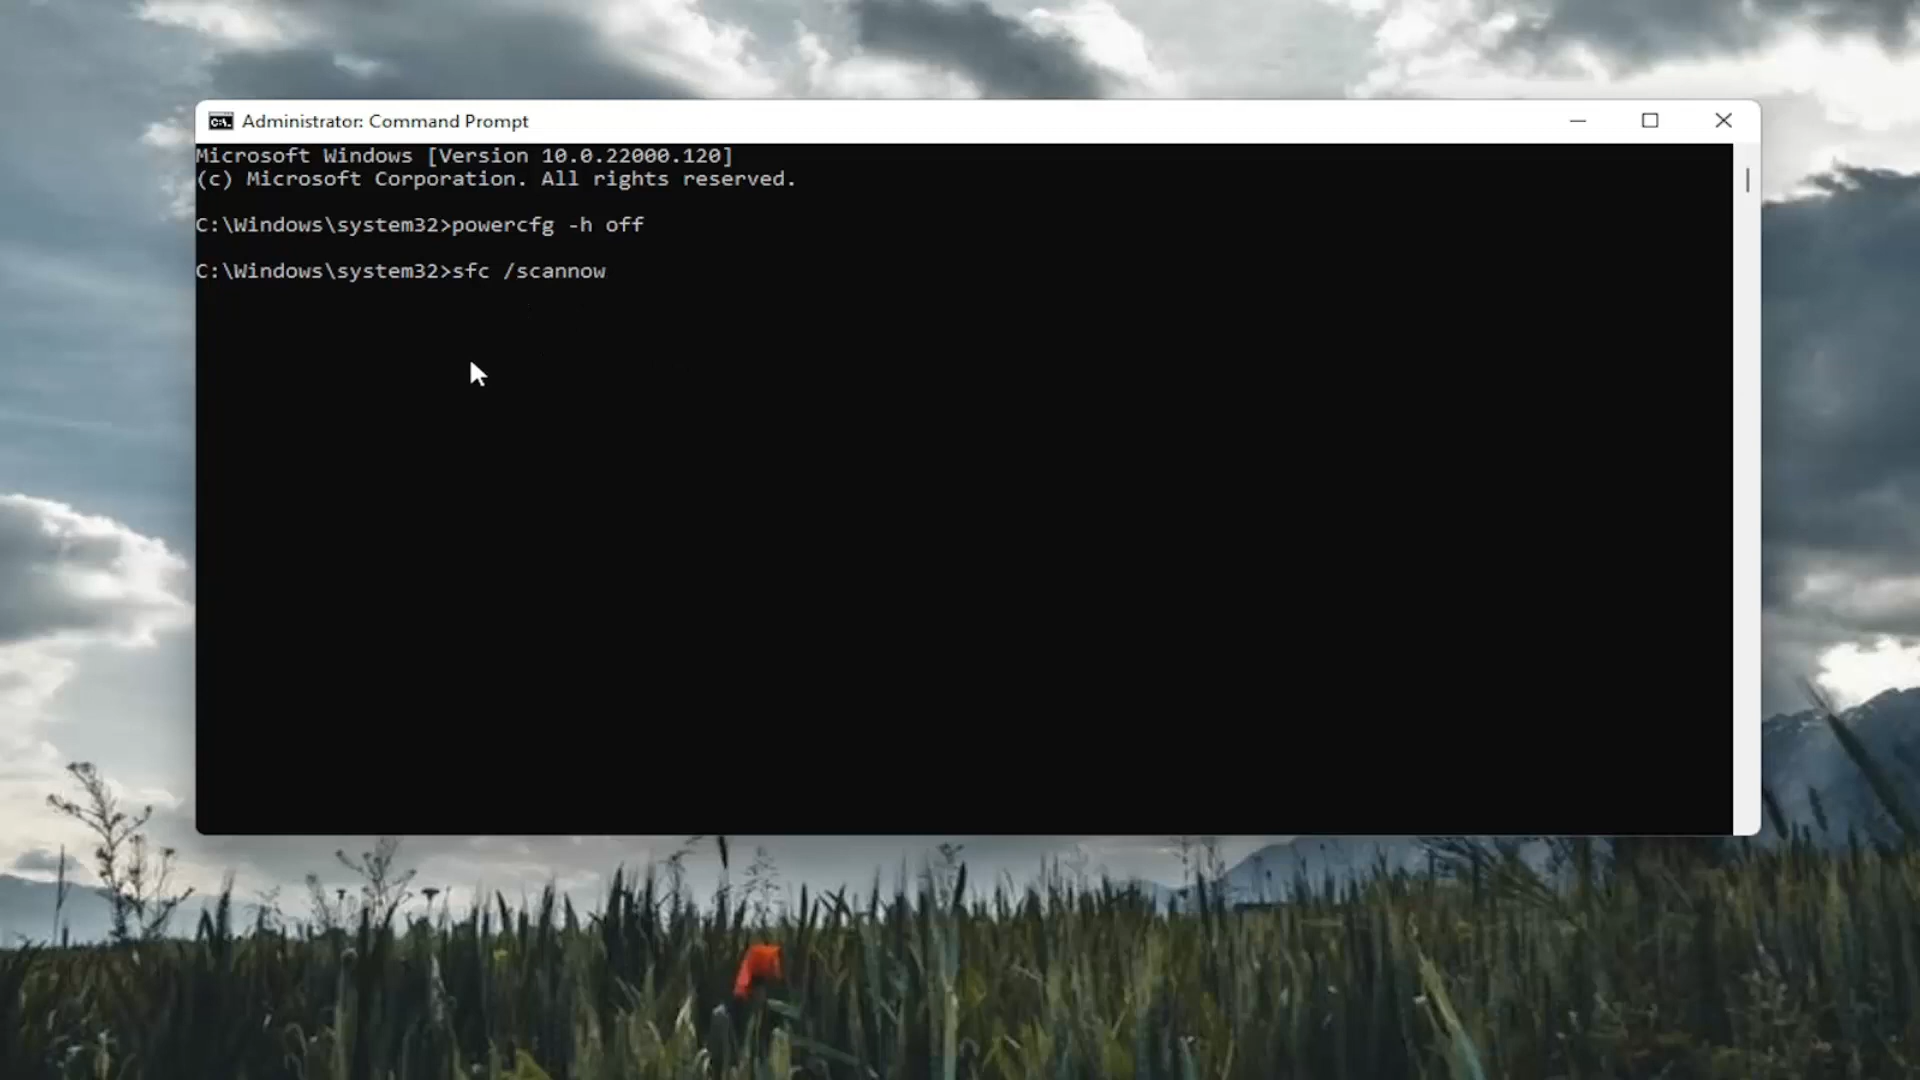 Administrator: Command Prompt
Microsoft Windows [Version 10.0.22000.120]
(c) Microsoft Corporation. All rights reserved.
C:\Windows\system32>powercfg -h off
C:\Windows\system32>sfc /scannow